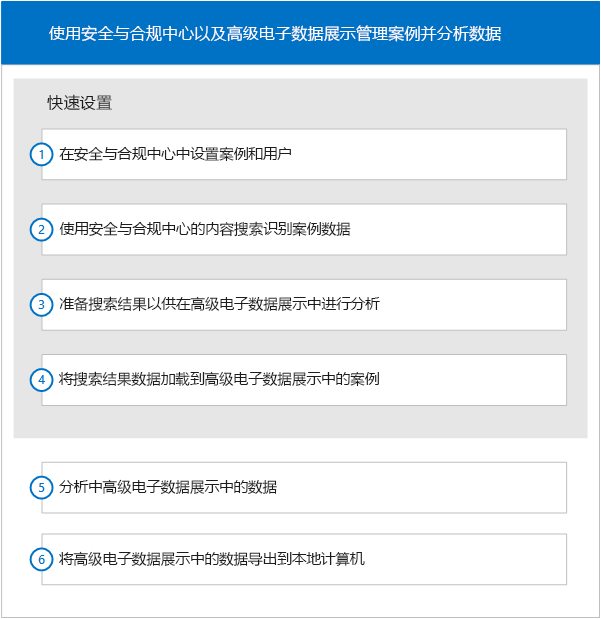 使用安全与合规中心以及高级电子数据展示管理案例并分析数据
快速设置
1 在安全与合规中心中设置案例和用户
2 使用安全与合规中心的内容搜索识别案例数据
3 准备搜索结果以供在高级电子数据展示中进行分析
4 将搜索结果数据加载到高级电子数据展示中的案例
5 分析中高级电子数据展示中的数据
6 将高级电子数据展示中的数据导出到本地计算机